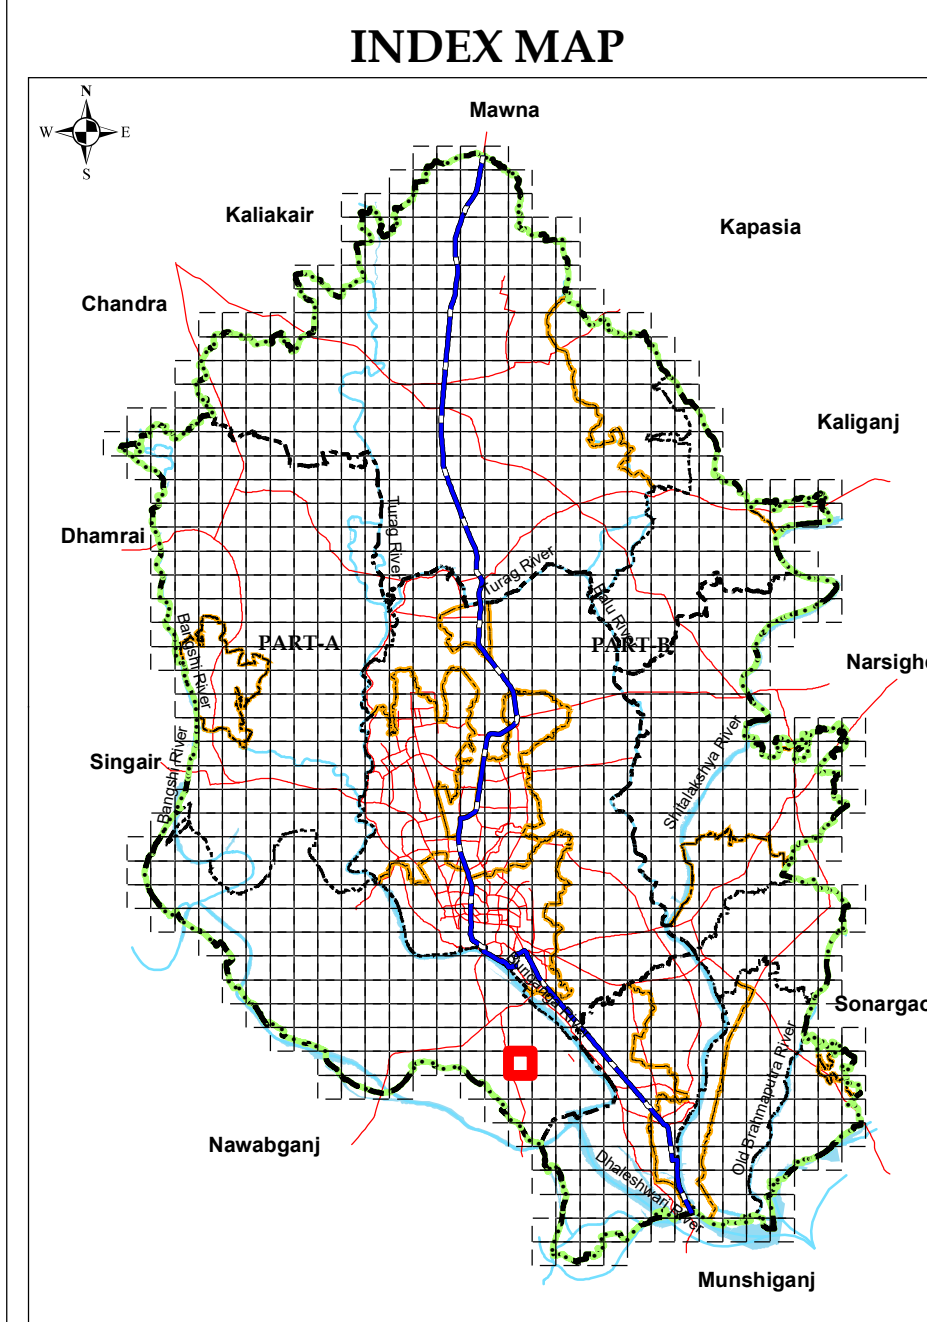 INDEX MAP
N
W E
S
Mawna
Kaliakair
Kapasia
Chandra
Kaliganj
Dhamrai
Turag River
Turag River
Balu River
Bangshi River
PART-A
PART-B
Narsighd
Singair
Bangshi River
Shitalakshya River
Sonargao
Buriganga River
Old Brahmaputra River
Nawabganj
Dhaleshwari River
Munshiganj